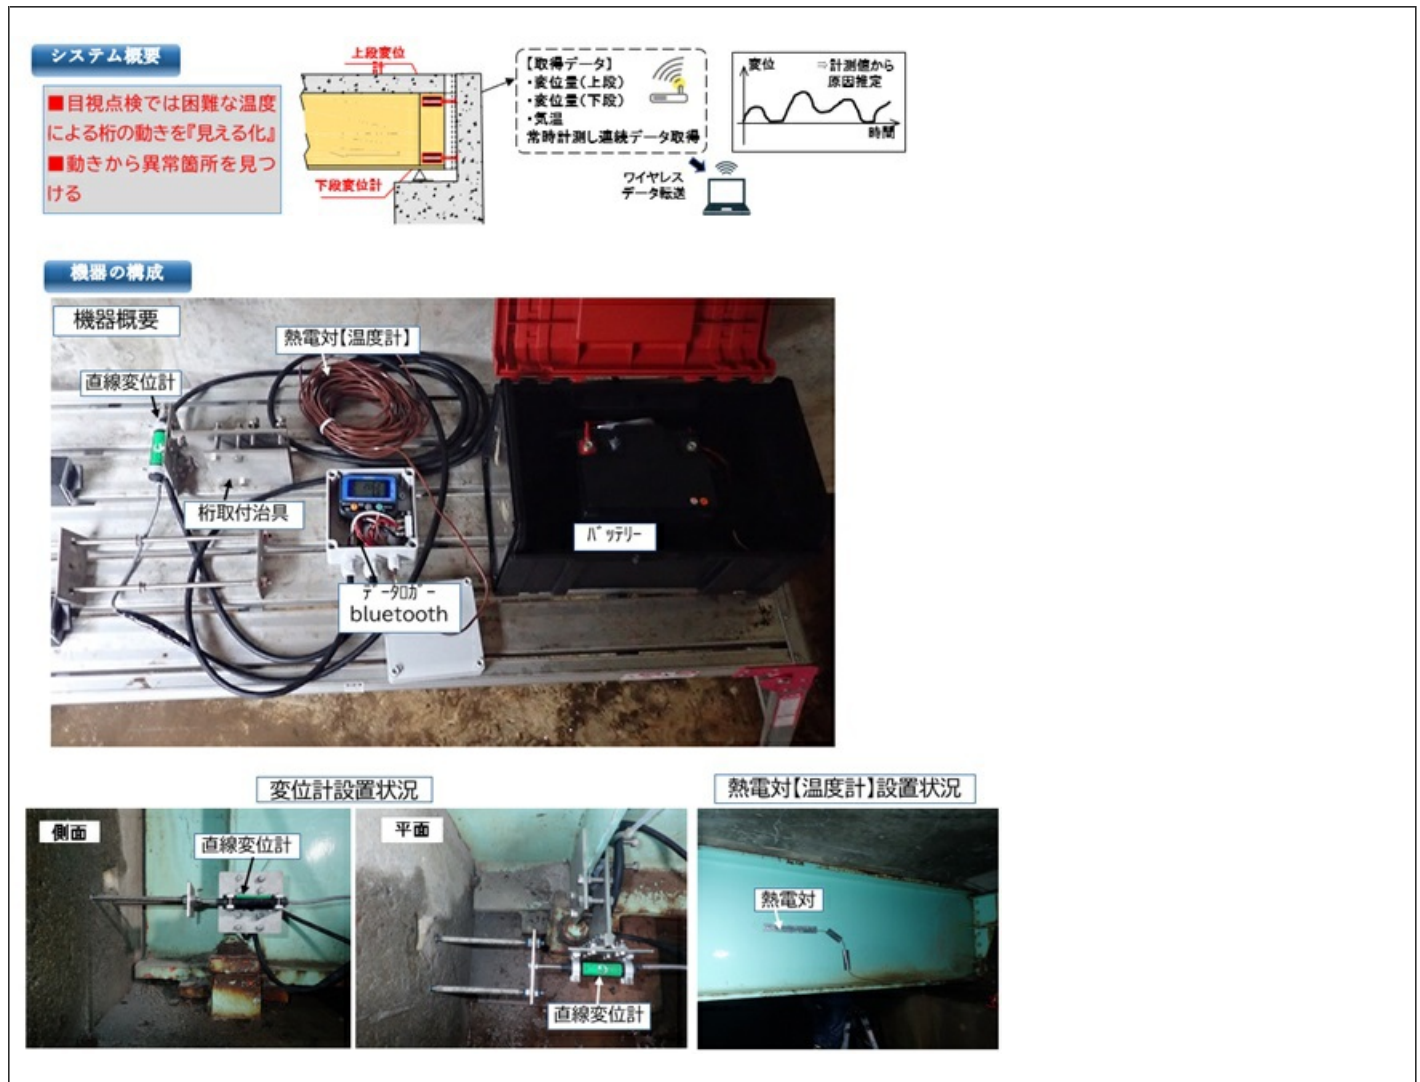 システム概要
■目視点検では困難な温度
による桁の動きを『見える化』
■動きから異常箇所を見つ
ける
上段変位
計
下段変位計
【取得データ】
・変位量(上段)
・変位量(下段)
・気温
常時計測し連続データ取得
ワイヤレス
データ転送
変位
⇒計測値から
原因推定
時間
機器の構成
機器概要
熱電対【温度計】
直線変位計
桁取付治具
ﾊﾞｯﾃﾘｰ
ﾃﾞｰﾀﾛｶﾞｰ
bluetooth
変位計設置状況
熱電対【温度計】設置状況
側面
直線変位計
平面
直線変位計
熱電対